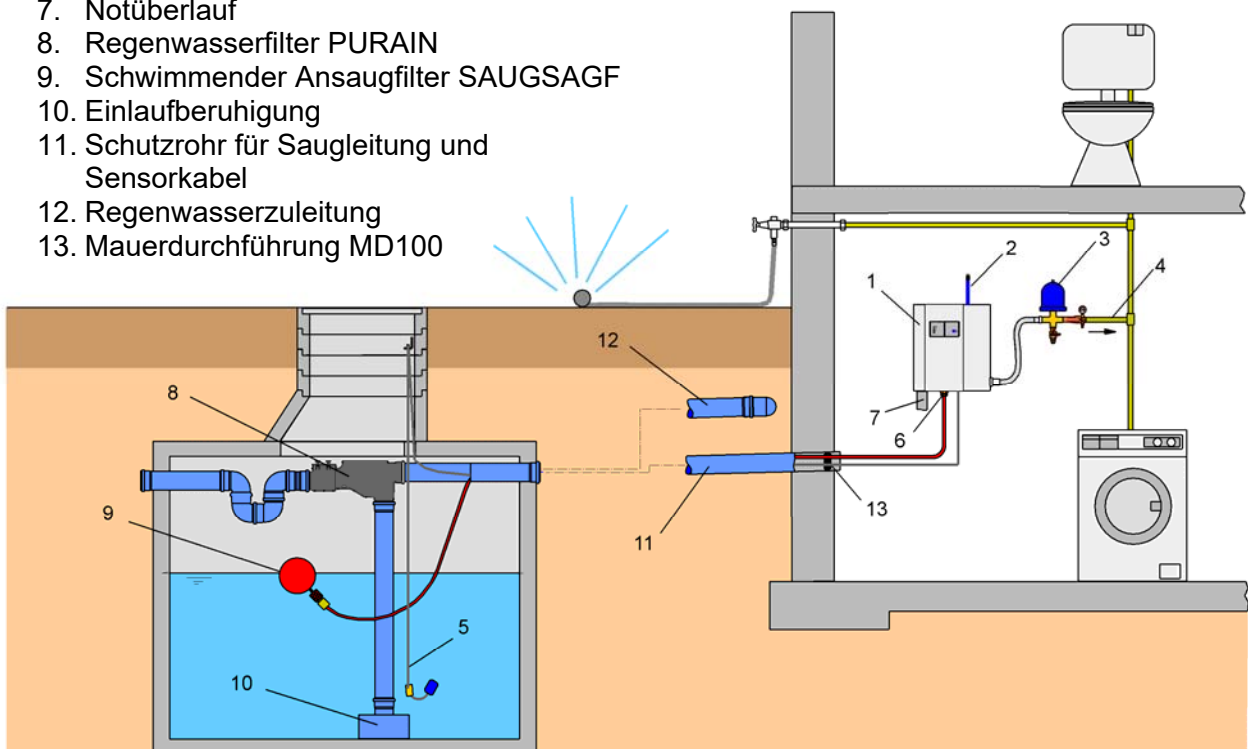 7. Notüberlauf
8. Regenwasserfilter PURAIN
9. Schwimmender Ansaugfilter SAUGSAGF
10. Einlaufberuhigung
11. Schutzrohr für Saugleitung und
Sensorkabel
12. Regenwasserzuleitung
13. Mauerdurchführung MD100
1
2
3
4
12
8
7
6
9
11
13
5
10